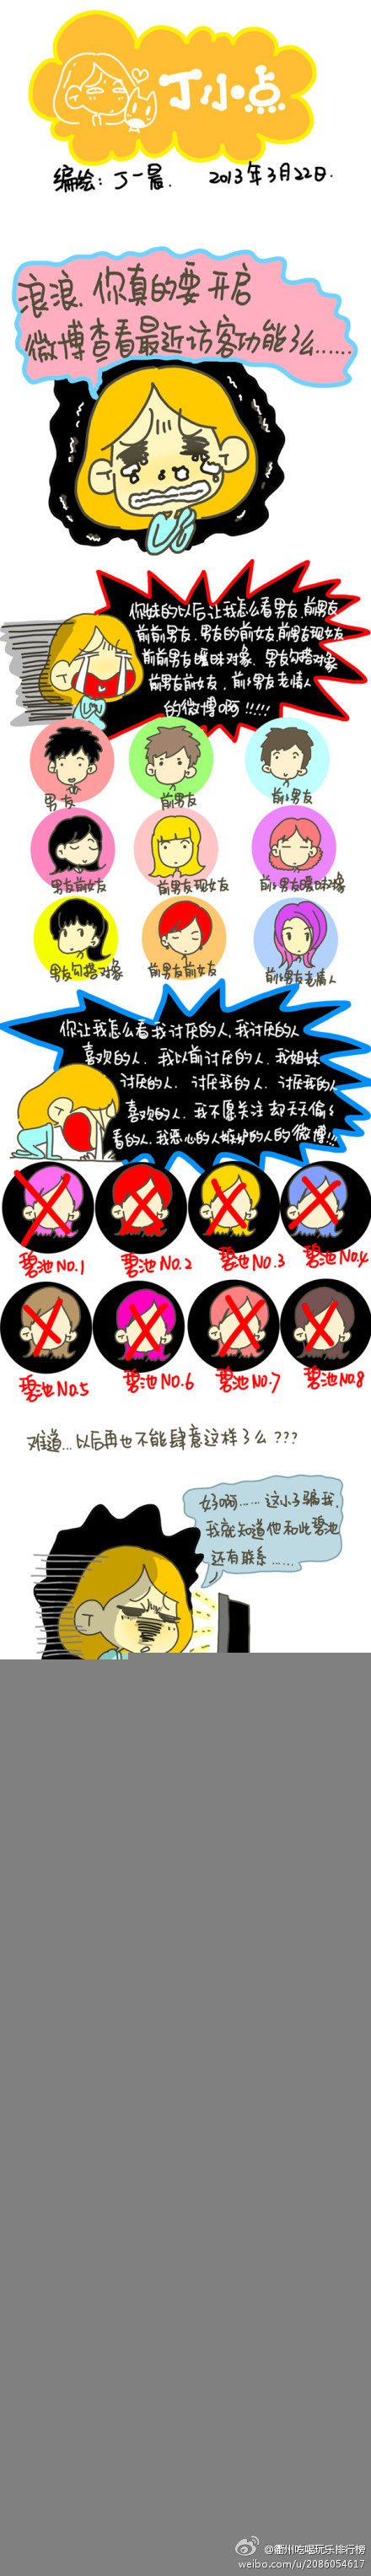 丁小点
编绘：丁一晨. 2013年3月22日.
浪浪.你真的要开启
微博查看最近访客功能了么......
你妹的以后让我怎么看男友.前男友
前前男友.男友的前女友,前男友现女友
前前男友暧昧对象.男友勾搭对象
前男友前女友.前前男友老情人
的微博啊!!!!!
男友
前男友
前前男友
男友前女友
前男友现女友
前前男友暧昧对象
男友勾搭对象
前男友前女友
前前男友老情人
你让我怎么看我讨厌的人,我讨厌的人
喜欢的人.我以前讨厌的人.我姐妹
讨厌的人.讨厌我的人.讨厌我的人
喜欢的人.我不愿关注却天天偷偷
看的人.我恶心的人嫉妒的人的微博!!
碧池No.1
碧池No.2
碧池No.3
碧池No.4
碧池No.5
碧池No.6
碧池No.7
碧池No.8
难道...以后再也不能肆意这样了么???
好啊......这小子骗我.
我就知道他和此碧池
还有联系......
@衢州吃喝玩乐排行榜
weibo.com/u/2086054617